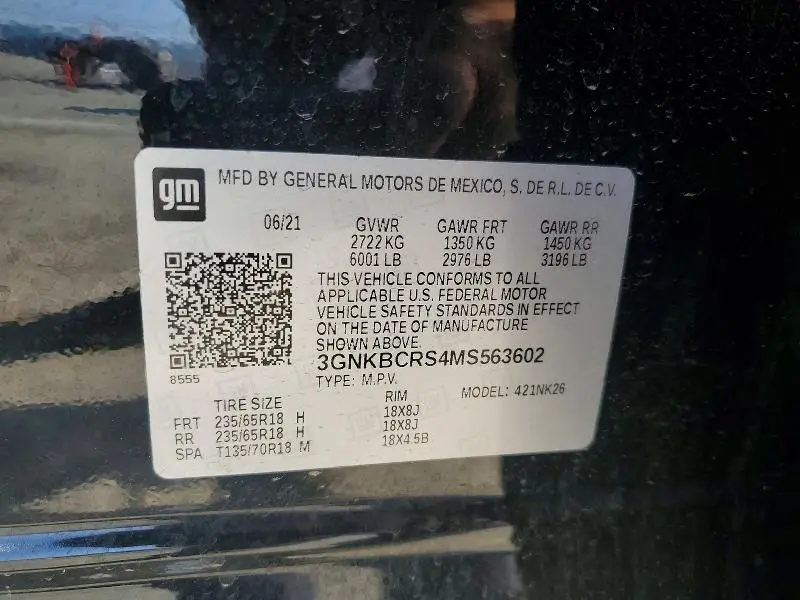 gm
MFD BY GENERAL MOTORS DE MEXICO, S. DE R.L. DE C.V.
06/21 GVWR GAWR FRT GAWR RR
2722 KG 1350 KG 1450 KG
6001 LB 2976 LB 3196 LB
THIS VEHICLE CONFORMS TO ALL
APPLICABLE U.S. FEDERAL MOTOR
VEHICLE SAFETY STANDARDS IN EFFECT
ON THE DATE OF MANUFACTURE
SHOWN ABOVE.
3GNKBCRS4MS563602
8555
TYPE: M.P.V. MODEL: 421NK26
TIRE SIZE RIM
FRT 235/65R18 H 18X8J
RR 235/65R18 H 18X8J
SPA T135/70R18 M 18X4.5B